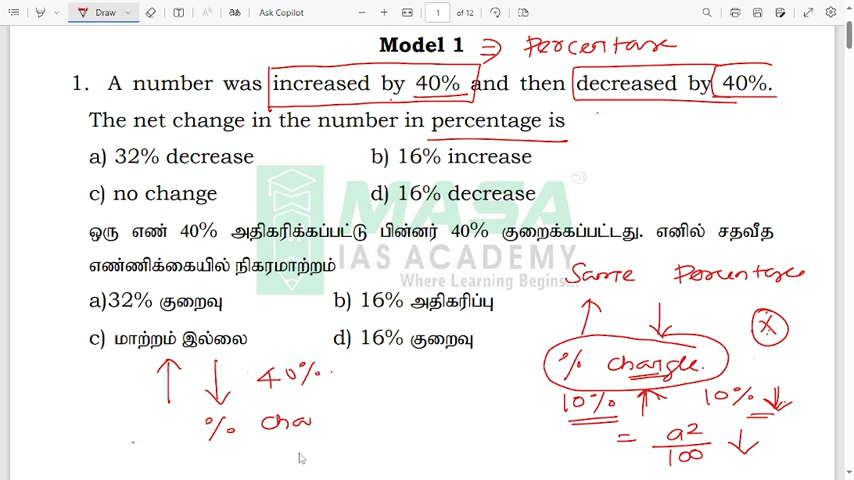 Draw
Ask Copilot
1 of 12
Model 1 ⇒ Percentage
1. A number was increased by 40% and then decreased by 40%.
The net change in the number in percentage is
a) 32% decrease b) 16% increase
c) no change d) 16% decrease
MASA
IAS ACADEMY
Where Learning Begins...
ஒரு எண் 40% அதிகரிக்கப்பட்டு பின்னர் 40% குறைக்கப்பட்டது. எனில் சதவீத
எண்ணிக்கையில் நிகரமாற்றம்
Same Percentage
a)32% குறைவு b) 16% அதிகரிப்பு
c) மாற்றம் இல்லை d) 16% குறைவு
↑ ↓
% change.
↑ ↓ 40%.
10% ↑ 10% ↓
% cha
= a2/100 ↓